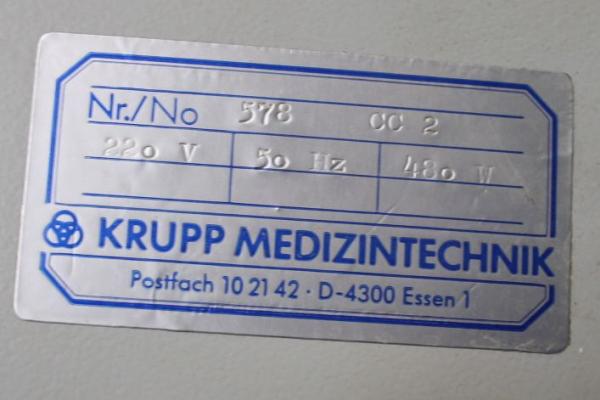 Nr./No 578 CC 2
220 V 50 Hz 480 W
KRUPP MEDIZINTECHNIK
Postfach 10 21 42 · D-4300 Essen 1